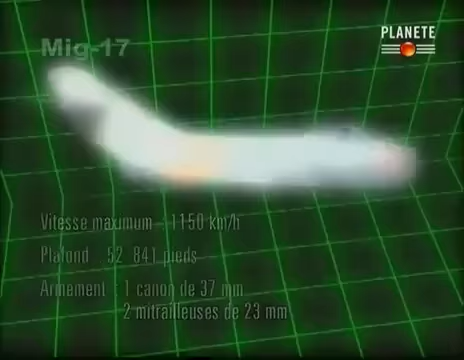 Mig-17
PLANETE
Vitesse maximum : 1150 km/h
Plafond : 52 841 pieds
Armement : 1 canon de 37 mm
2 mitrailleuses de 23 mm